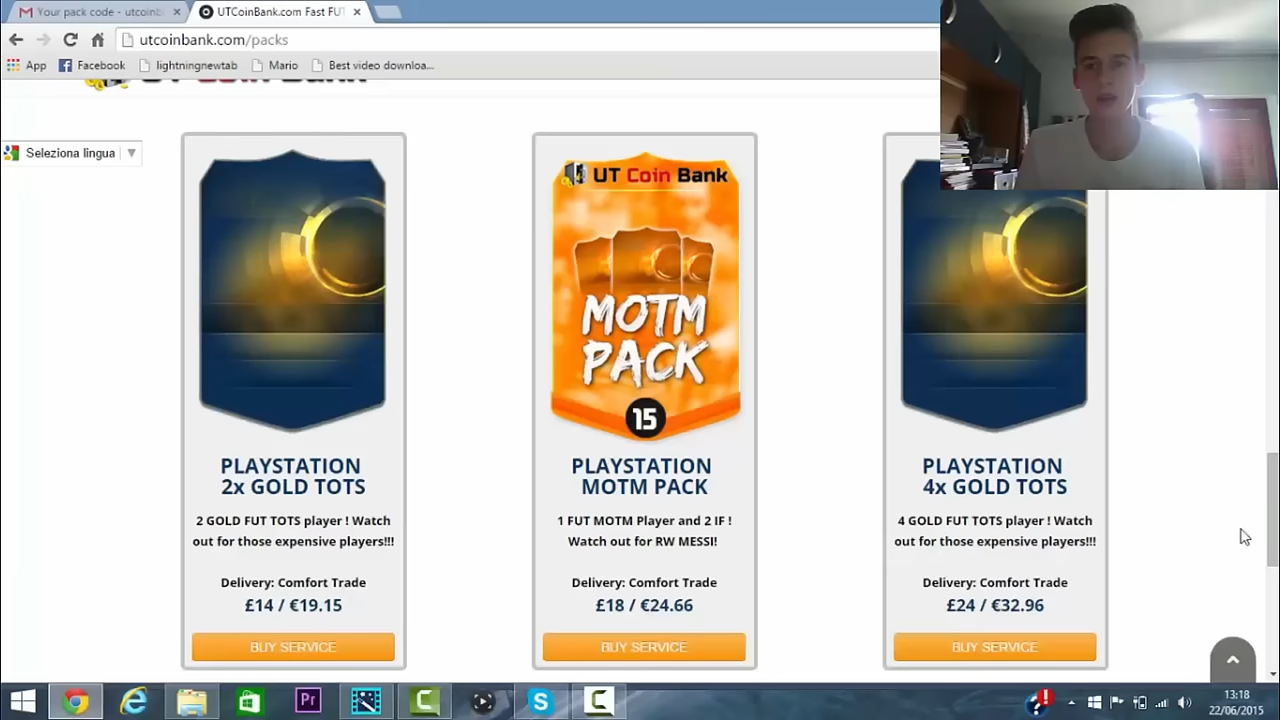 Your pack code - utcoinb
UTCoinBank.com Fast FUT
utcoinbank.com/packs
App
Facebook
lightningnewtab
Mario
Best video downloa...
Seleziona lingua
UT Coin Bank
MOTM
PACK
15
PLAYSTATION
2x GOLD TOTS
2 GOLD FUT TOTS player ! Watch
out for those expensive players!!!
Delivery: Comfort Trade
£14 / €19.15
BUY SERVICE
PLAYSTATION
MOTM PACK
1 FUT MOTM Player and 2 IF !
Watch out for RW MESSI!
Delivery: Comfort Trade
£18 / €24.66
BUY SERVICE
PLAYSTATION
4x GOLD TOTS
4 GOLD FUT TOTS player ! Watch
out for those expensive players!!!
Delivery: Comfort Trade
£24 / €32.96
BUY SERVICE
Pr
13:18
22/06/2015